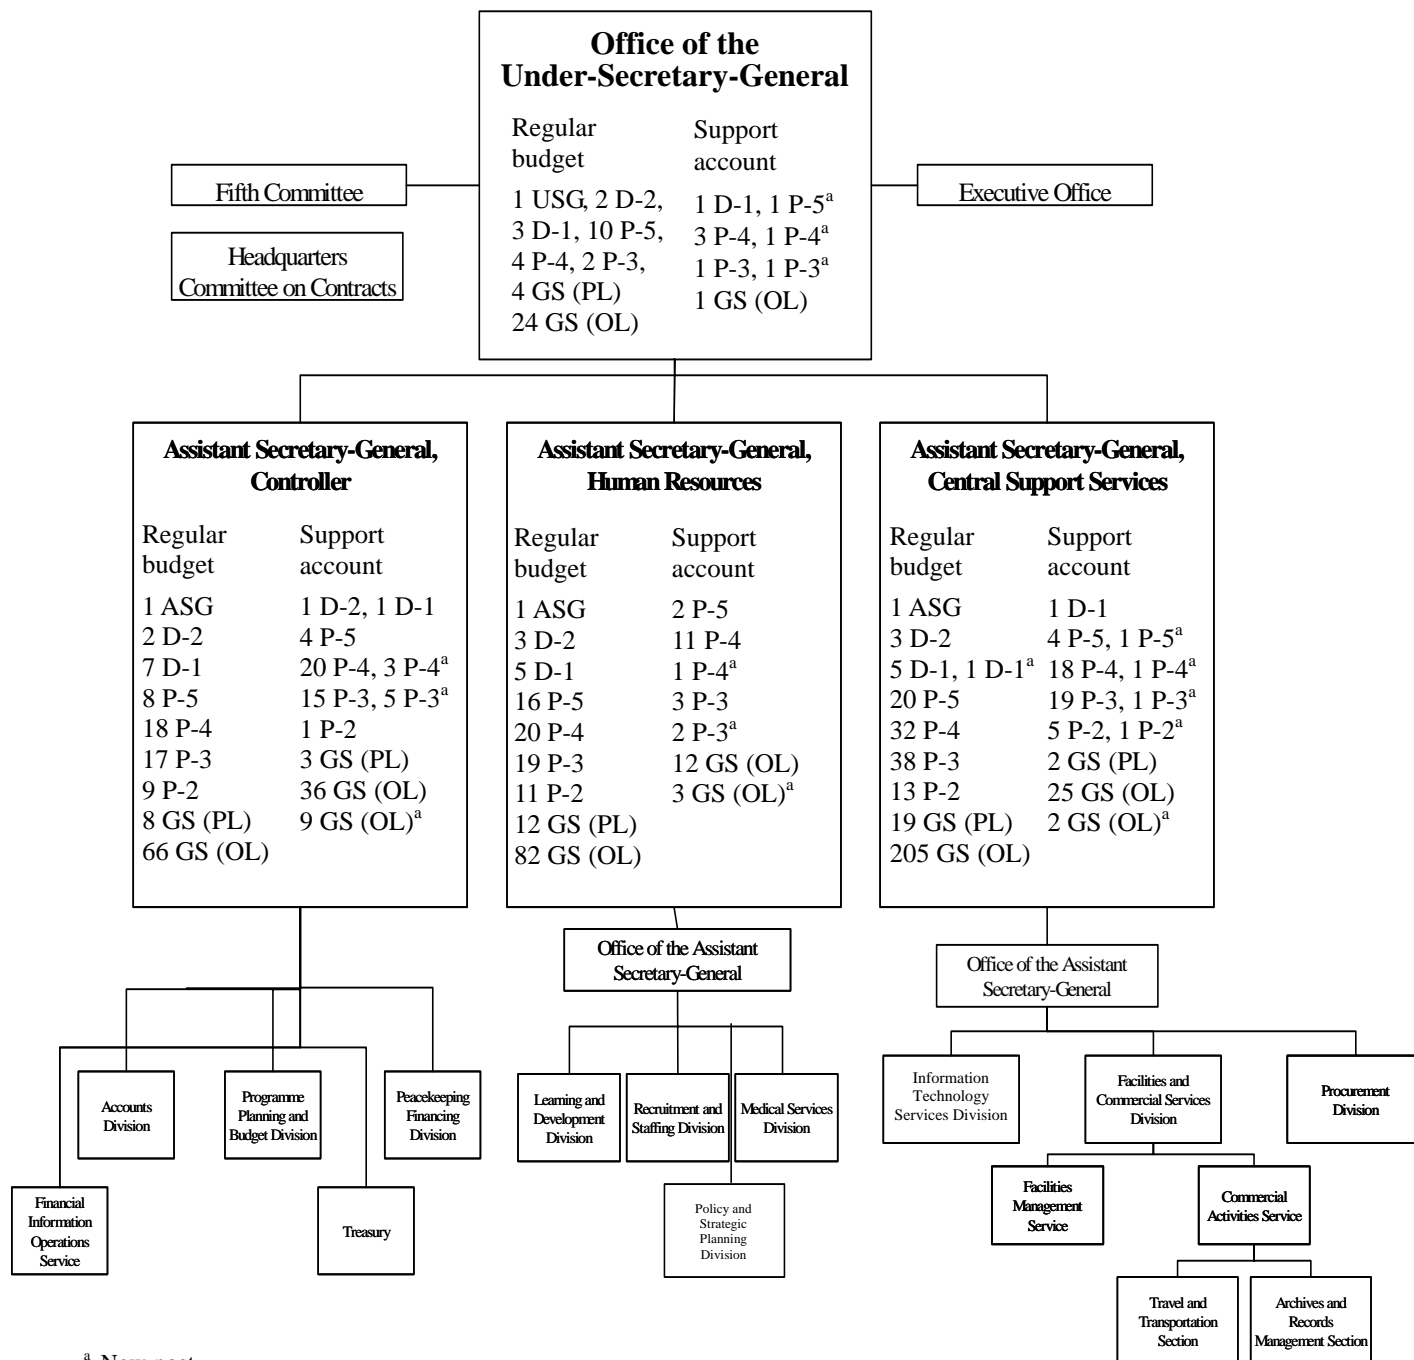 Office of the
Under-Secretary-General
Regular
budget
1 USG, 2 D-2,
3 D-1, 10 P-5,
4 P-4, 2 P-3,
4 GS (PL)
24 GS (OL)
Support
account
1 D-1, 1 P-5a
3 P-4, 1 P-4a
1 P-3, 1 P-3a
1 GS (OL)
Fifth Committee
Executive Office
Headquarters
Committee on Contracts
Assistant Secretary-General,
Controller
Regular
budget
1 ASG
2 D-2
7 D-1
8 P-5
18 P-4
17 P-3
9 P-2
8 GS (PL)
66 GS (OL)
Support
account
1 D-2, 1 D-1
4 P-5
20 P-4, 3 P-4a
15 P-3, 5 P-3a
1 P-2
3 GS (PL)
36 GS (OL)
9 GS (OL)a
Assistant Secretary-General,
Human Resources
Regular
budget
1 ASG
3 D-2
5 D-1
16 P-5
20 P-4
19 P-3
11 P-2
12 GS (PL)
82 GS (OL)
Support
account
2 P-5
11 P-4
1 P-4a
3 P-3
2 P-3a
12 GS (OL)
3 GS (OL)a
Assistant Secretary-General,
Central Support Services
Regular
budget
1 ASG
3 D-2
5 D-1, 1 D-1a
20 P-5
32 P-4
38 P-3
13 P-2
19 GS (PL)
205 GS (OL)
Support
account
1 D-1
4 P-5, 1 P-5a
18 P-4, 1 P-4a
19 P-3, 1 P-3a
5 P-2, 1 P-2a
2 GS (PL)
25 GS (OL)
2 GS (OL)a
Office of the Assistant
Secretary-General
Office of the Assistant
Secretary-General
Accounts
Division
Programme
Planning and
Budget Division
Peacekeeping
Financing
Division
Financial
Information
Operations
Service
Treasury
Learning and
Development
Division
Recruitment and
Staffing Division
Medical Services
Division
Policy and
Strategic
Planning
Division
Information
Technology
Services Division
Facilities and
Commercial Services
Division
Procurement
Division
Facilities
Management
Service
Commercial
Activities Service
Travel and
Transportation
Section
Archives and
Records
Management Section
a New post